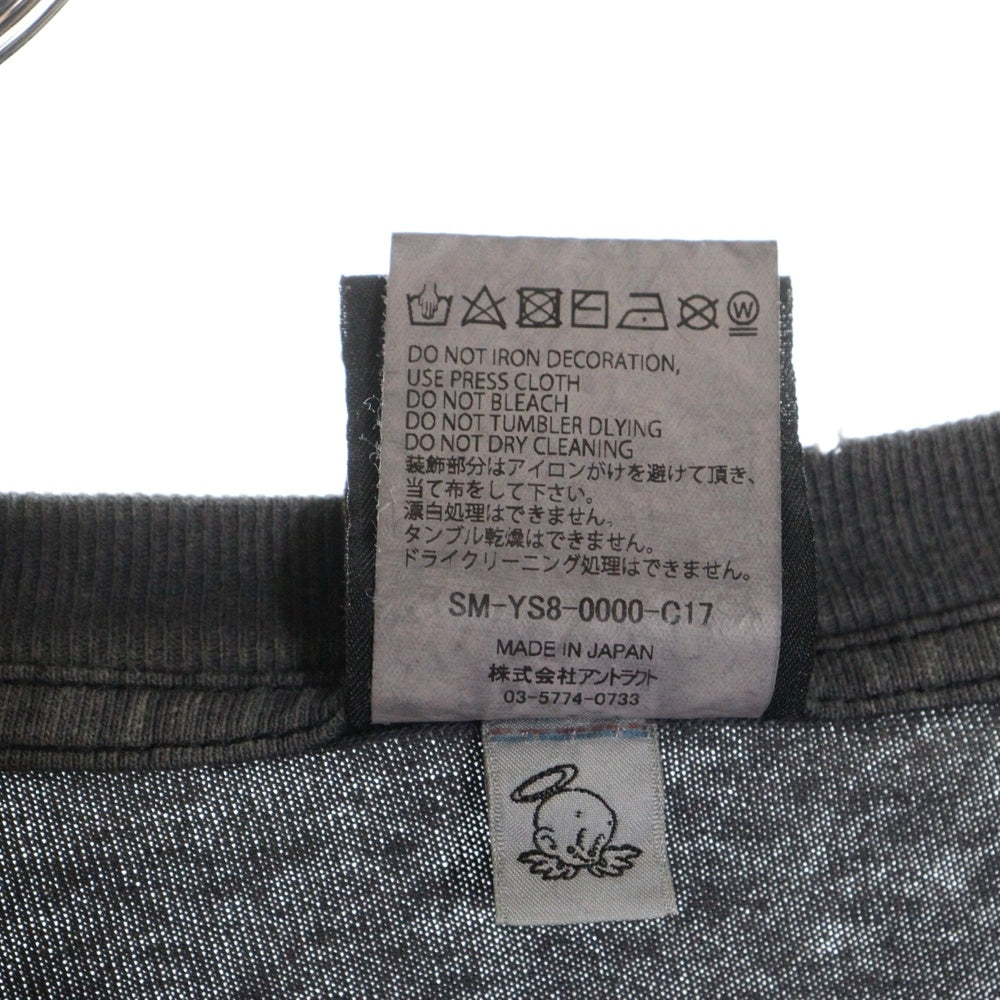 W
DO NOT IRON DECORATION,
USE PRESS CLOTH
DO NOT BLEACH
DO NOT TUMBLER DLYING
DO NOT DRY CLEANING
装飾部分はアイロンがけを避けて頂き、
当て布をして下さい。
漂白処理はできません。
タンブル乾燥はできません。
ドライクリーニング処理はできません。
SM-YS8-0000-C17
MADE IN JAPAN
株式会社アントラクト
03-5774-0733